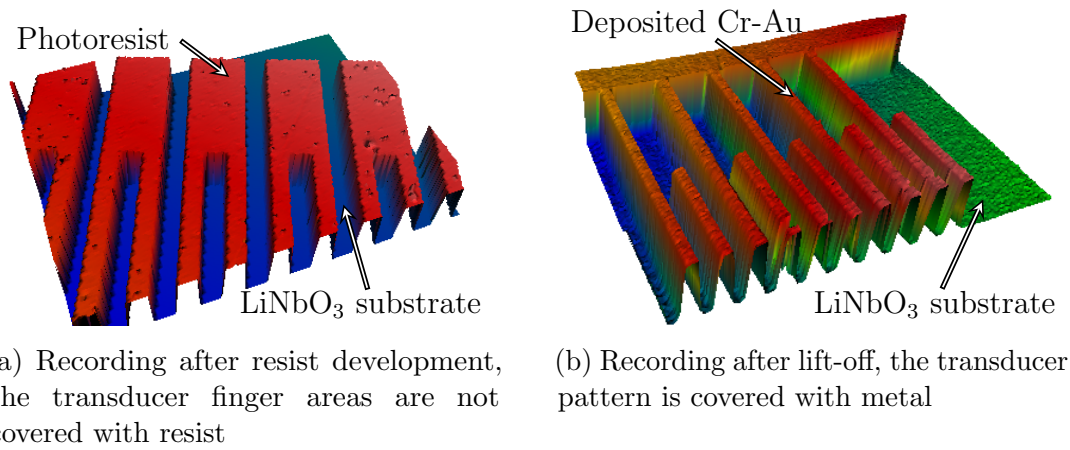 Photoresist
LiNbO₃ substrate
a) Recording after resist development,
he transducer finger areas are not
overed with resist
Deposited Cr-Au
LiNbO₃ substrate
(b) Recording after lift-off, the transducer
pattern is covered with metal